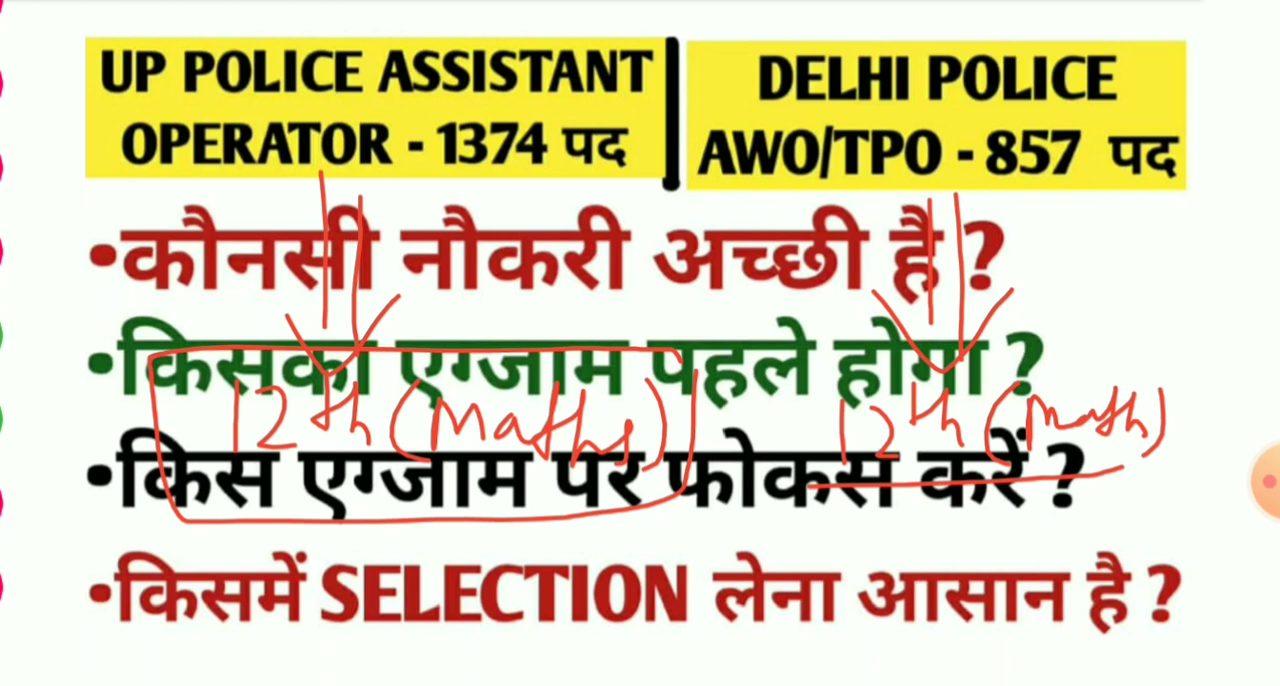 UP POLICE ASSISTANT
OPERATOR - 1374 पद
DELHI POLICE
AWO/TPO - 857 पद
•कौनसी नौकरी अच्छी है ?
•किसका एग्जाम पहले होगा ?
12th (maths)
12th (math)
•किस एग्जाम पर फोकस करें ?
•किसमें SELECTION लेना आसान है ?